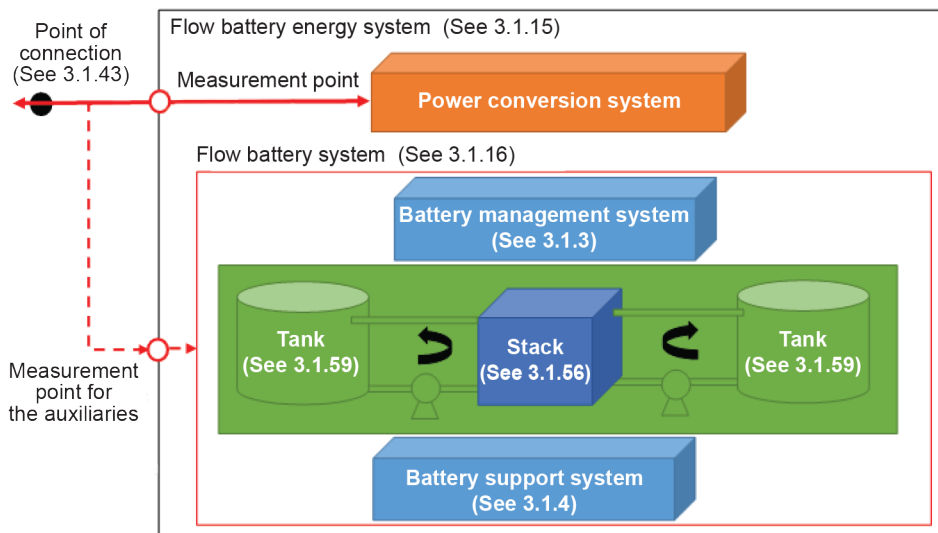 Point of
connection
(See 3.1.43)
Flow battery energy system (See 3.1.15)
Measurement point
Power conversion system
Flow battery system (See 3.1.16)
Battery management system
(See 3.1.3)
Tank
(See 3.1.59)
Stack
(See 3.1.56)
Tank
(See 3.1.59)
Measurement
point for
the auxiliaries
Battery support system
(See 3.1.4)